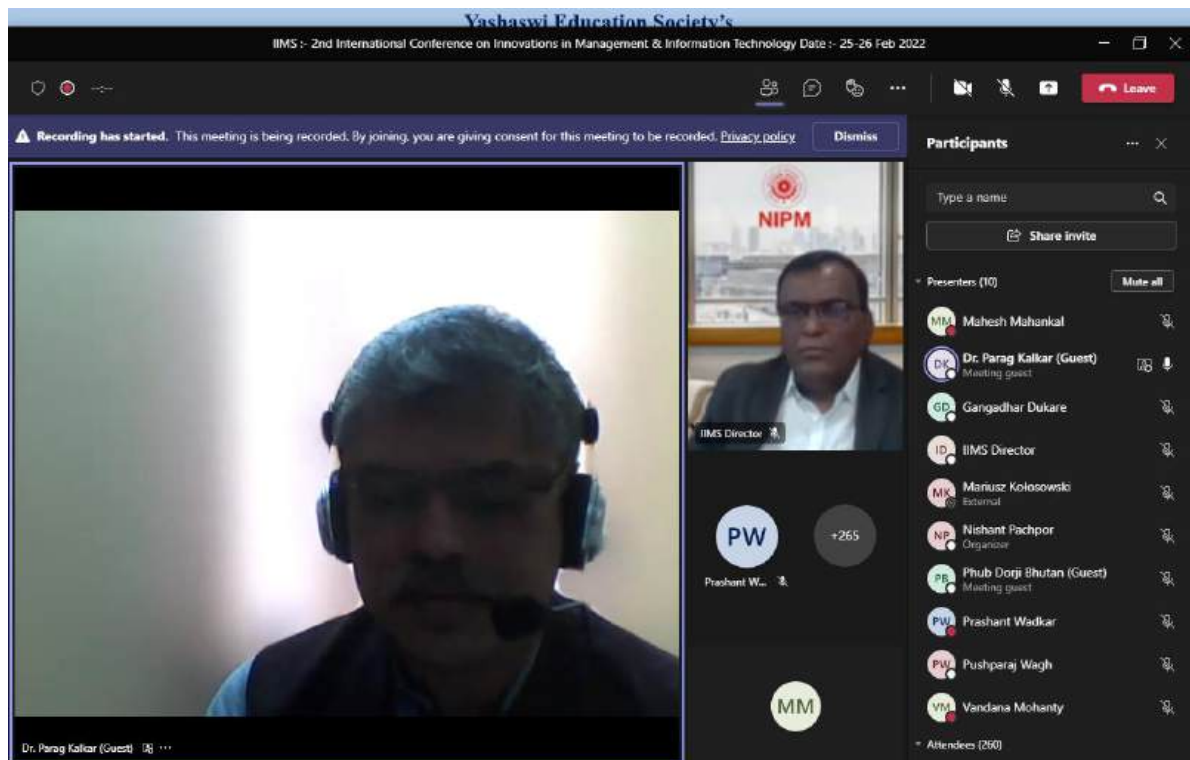 Yashaswi Education Society's
IIMS :- 2nd International Conference on Innovations in Management & Information Technology Date :- 25-26 Feb 2022
Leave
Recording has started. This meeting is being recorded. By joining, you are giving consent for this meeting to be recorded. Privacy policy
Dismiss
NIPM
IIMS Director
PW
+265
Prashant W...
MM
Dr. Parag Kalkar (Guest)
Participants
Type a name
Share invite
Presenters (10)
Mute all
MM
Mahesh Mahankal
DK
Dr. Parag Kalkar (Guest)
Meeting guest
GD
Gangadhar Dukare
ID
IIMS Director
MK
Mariusz Kołosowski
External
NP
Nishant Pachpor
Organizer
PB
Phub Dorji Bhutan (Guest)
Meeting guest
PW
Prashant Wadkar
PW
Pushparaj Wagh
VM
Vandana Mohanty
Attendees (260)